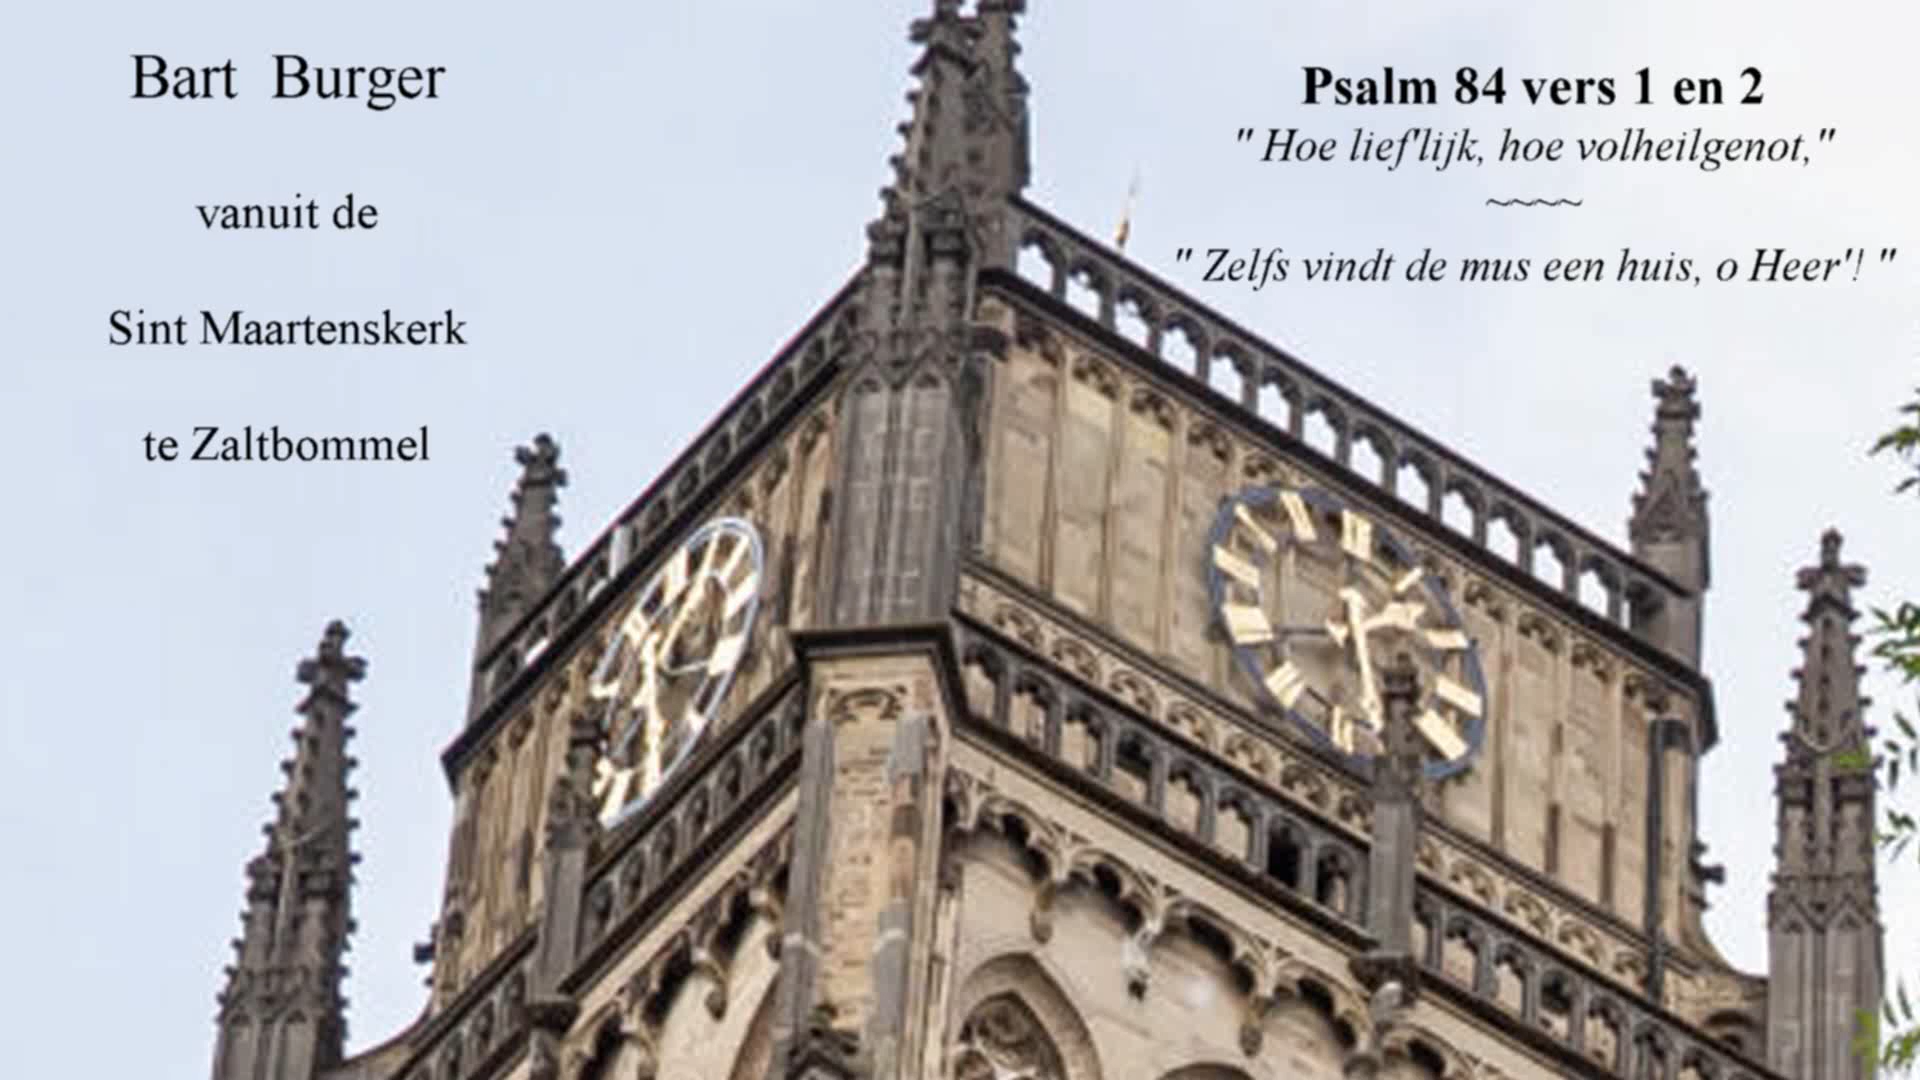 Bart Burger
vanuit de
Sint Maartenskerk
te Zaltbommel
Psalm 84 vers 1 en 2
" Hoe lief'lijk, hoe volheilgenot,"
~~~~
" Zelfs vindt de mus een huis, o Heer'! "